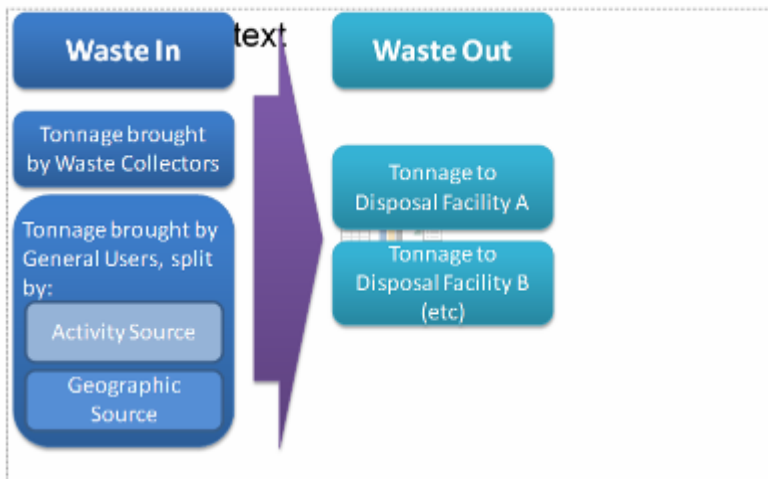 Waste In
text
Waste Out
Tonnage brought
by Waste Collectors
Tonnage brought by
General Users, split
by:
Activity Source
Geographic
Source
Tonnage to
Disposal Facility A
Tonnage to
Disposal Facility B
(etc)